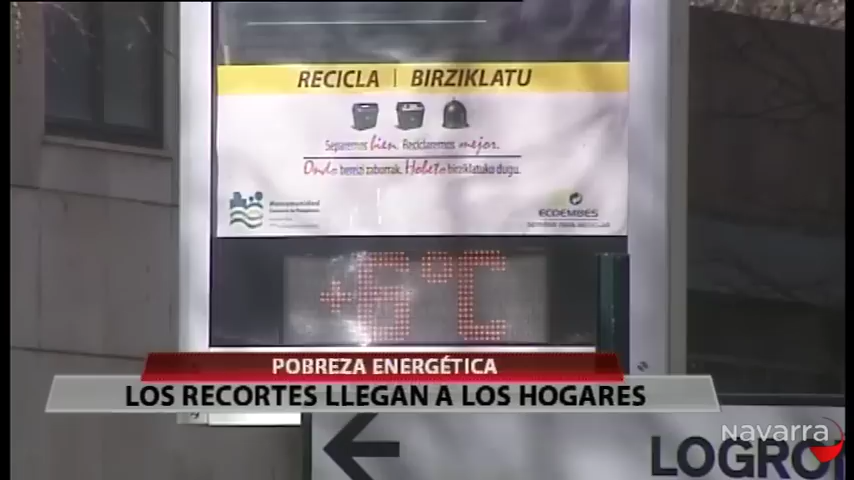 RECICLA | BIRZIKLATU
Separemos bien. Reciclaremos mejor.
Ondo bereizi zaborrak. Hobeto birziklatuko dugu.
Mancomunidad
ECOEMBES
+6°C
POBREZA ENERGÉTICA
LOS RECORTES LLEGAN A LOS HOGARES
navarra
LOGRO